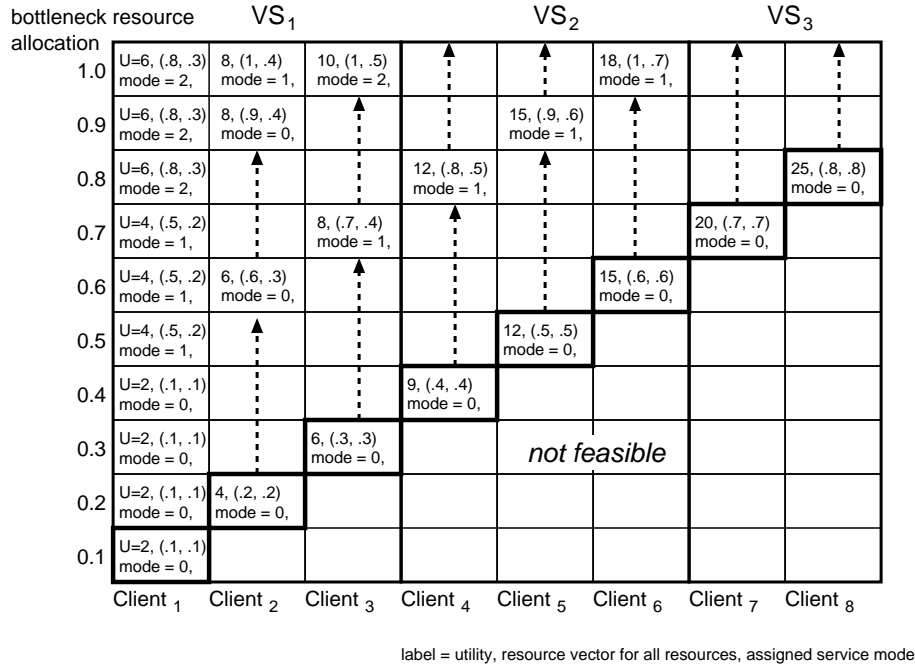 bottleneck resource
allocation
VS1
VS2
VS3
1.0
U=6, (.8, .3)
mode = 2,
8, (1, .4)
mode = 1,
10, (1, .5)
mode = 2,
18, (1, .7)
mode = 1,
0.9
U=6, (.8, .3)
mode = 2,
8, (.9, .4)
mode = 0,
15, (.9, .6)
mode = 1,
0.8
U=6, (.8, .3)
mode = 2,
12, (.8, .5)
mode = 1,
25, (.8, .8)
mode = 0,
0.7
U=4, (.5, .2)
mode = 1,
8, (.7, .4)
mode = 1,
20, (.7, .7)
mode = 0,
0.6
U=4, (.5, .2)
mode = 1,
6, (.6, .3)
mode = 0,
15, (.6, .6)
mode = 0,
0.5
U=4, (.5, .2)
mode = 1,
12, (.5, .5)
mode = 0,
0.4
U=2, (.1, .1)
mode = 0,
9, (.4, .4)
mode = 0,
0.3
U=2, (.1, .1)
mode = 0,
6, (.3, .3)
mode = 0,
not feasible
0.2
U=2, (.1, .1)
mode = 0,
4, (.2, .2)
mode = 0,
0.1
U=2, (.1, .1)
mode = 0,
Client 1
Client 2
Client 3
Client 4
Client 5
Client 6
Client 7
Client 8
label = utility, resource vector for all resources, assigned service mode